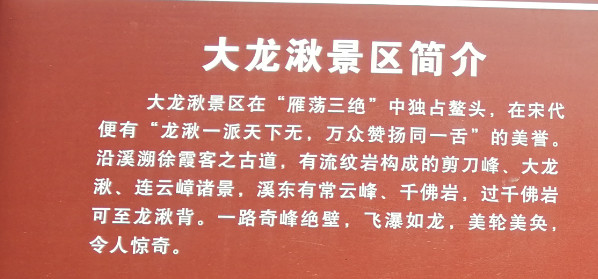 大龙湫景区简介
大龙湫景区在“雁荡三绝”中独占鳌头，在宋代
便有“龙湫一派天下无，万众赞扬同一舌”的美誉。
沿溪溯徐霞客之古道，有流纹岩构成的剪刀峰、大龙
湫、连云嶂诸景，溪东有常云峰、千佛岩，过千佛岩
可至龙湫背。一路奇峰绝壁，飞瀑如龙，美轮美奂，
令人惊奇。